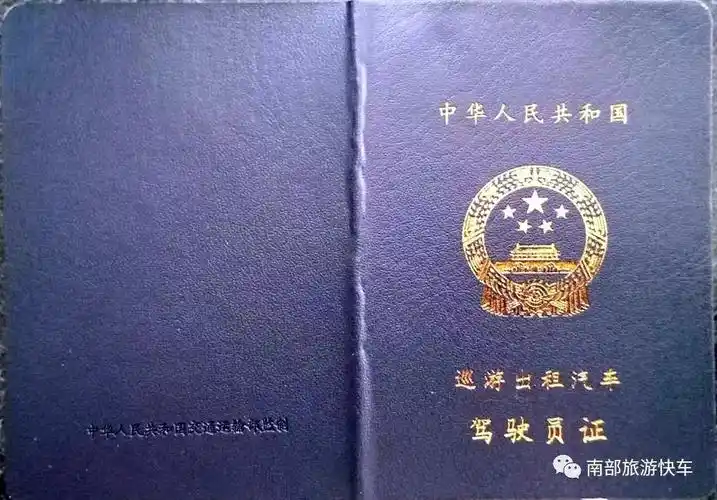 中华人民共和国
巡游出租汽车
驾驶员证
中华人民共和国交通运输部监制
南部旅游快车